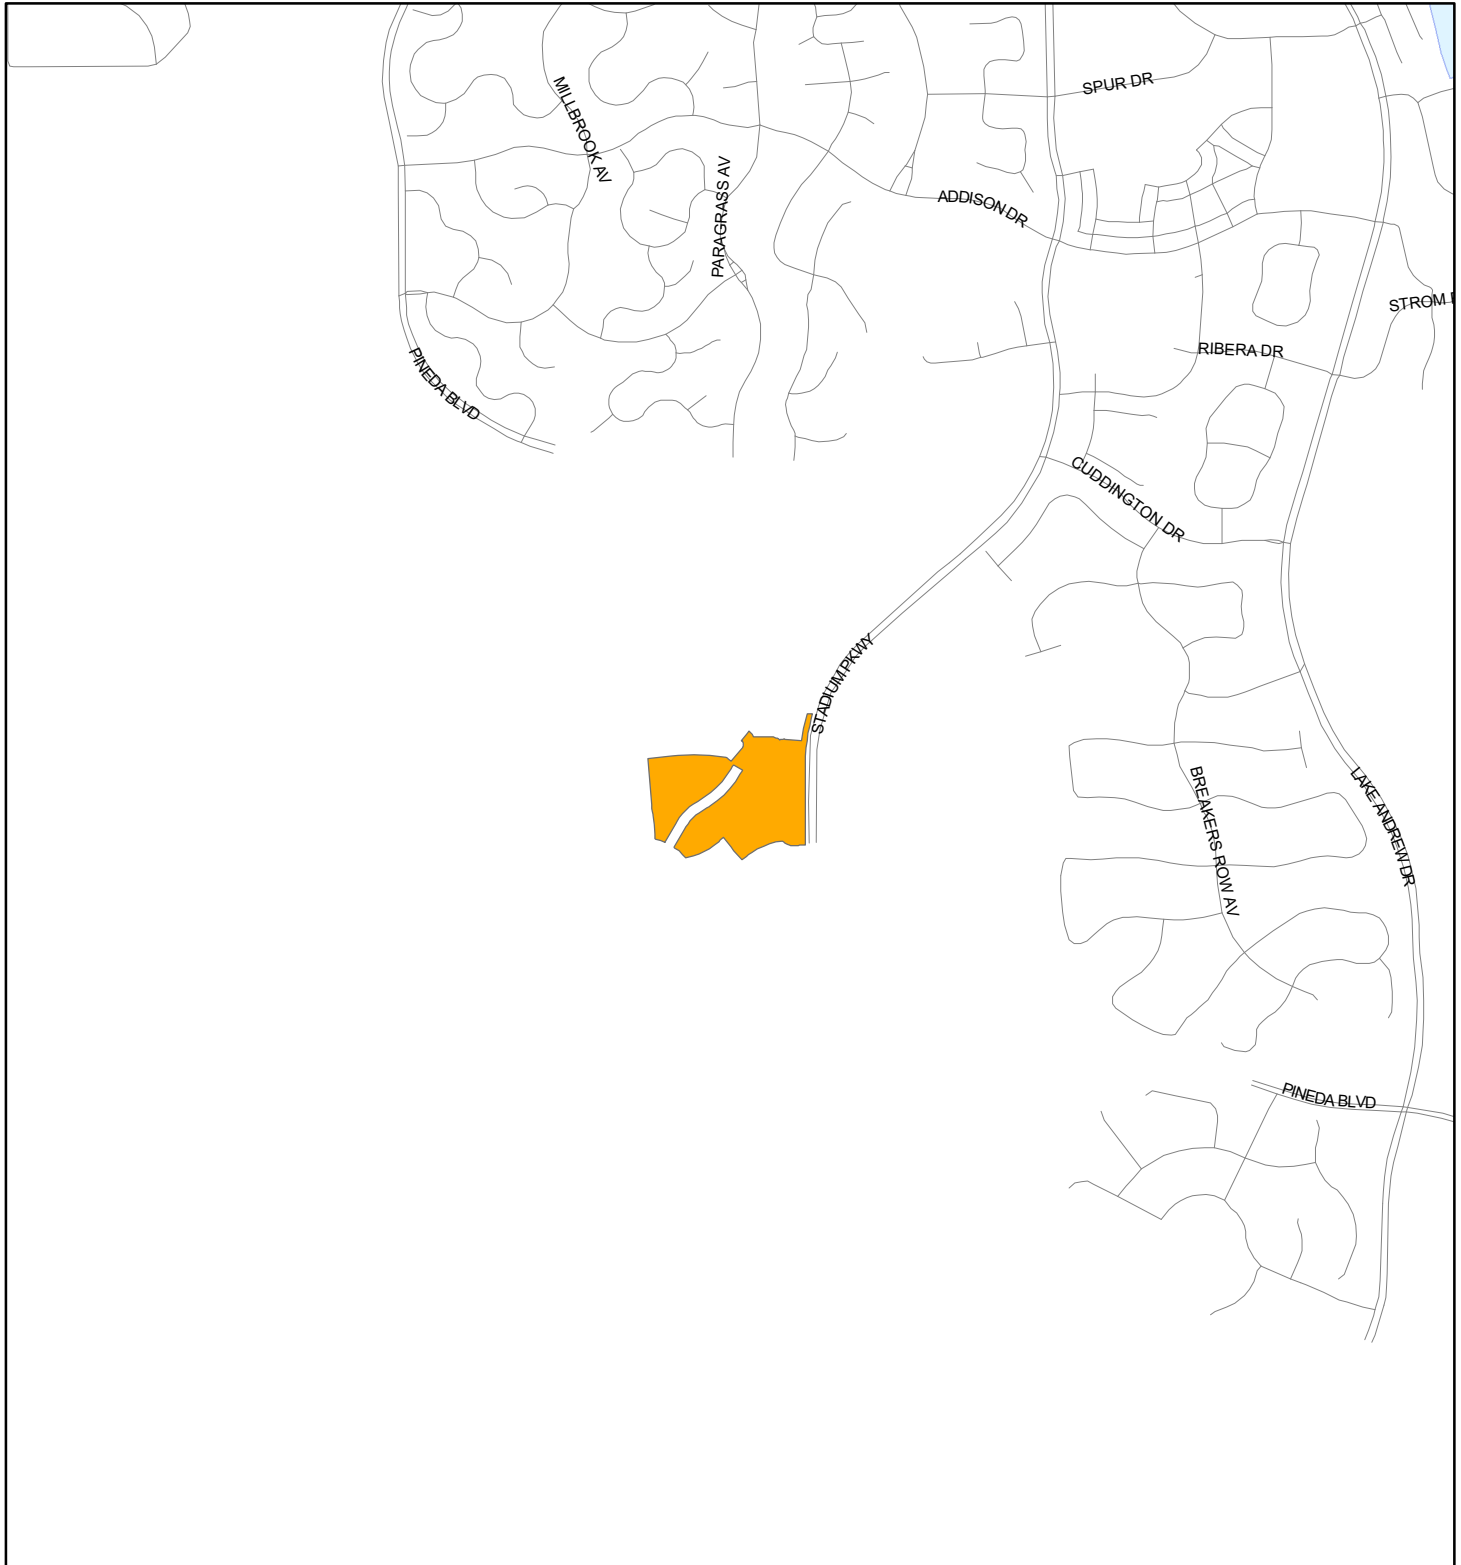 SPUR DR
MILLBROOK AV
PARAGRASS AV
ADDISON DR
STROM
RIBERA DR
PINEDA BLVD
CUDDINGTON DR
STADIUM PKWY
BREAKERS ROW AV
LAKE ANDREW DR
PINEDA BLVD